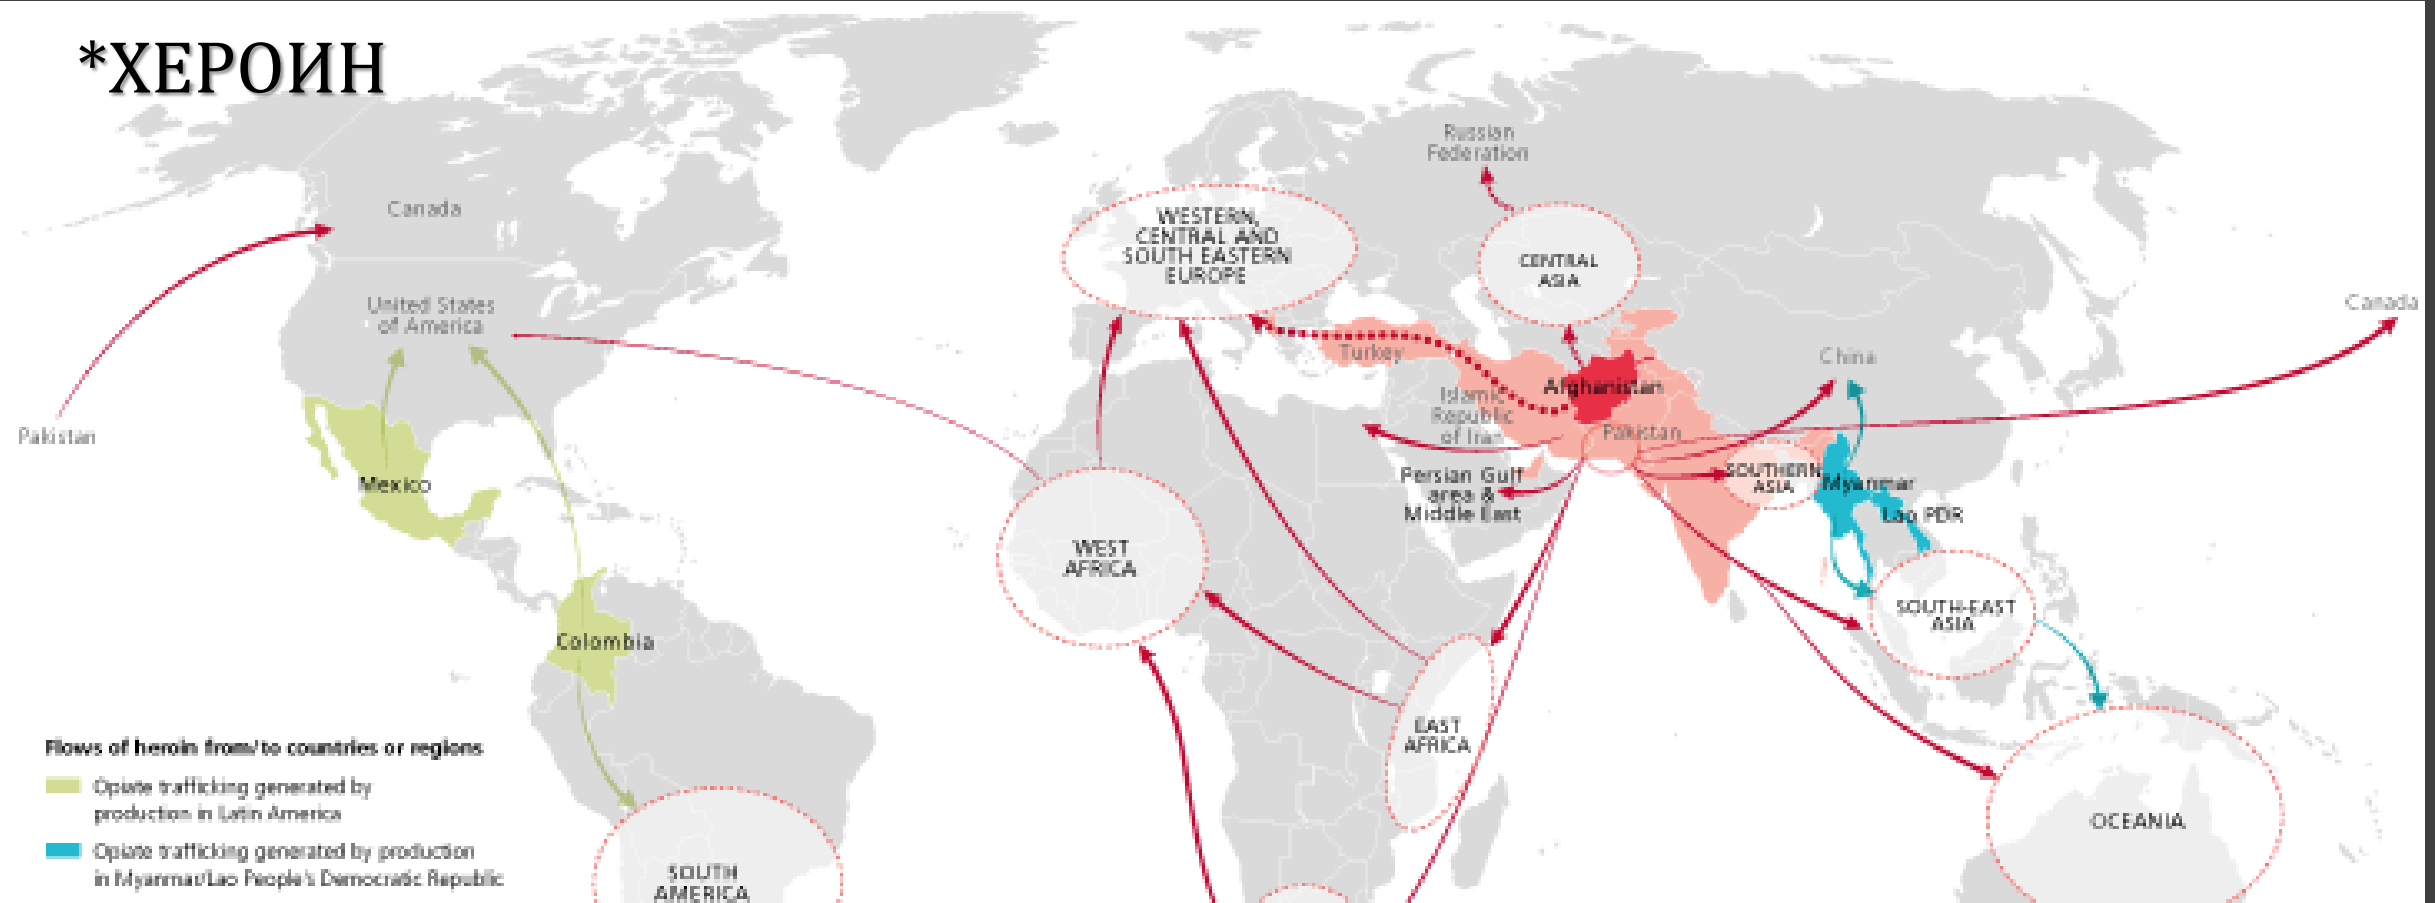 *ХЕРОИН
Russian
Federation
Canada
WESTERN,
CENTRAL AND
SOUTH EASTERN
EUROPE
CENTRAL
ASIA
United States
of America
Canada
Turkey
China
Afghanistan
Islamic
Republic
of Iran
Pakistan
Pakistan
Mexico
Persian Gulf
area &
Middle East
SOUTHERN
ASIA
Myanmar
Lao PDR
WEST
AFRICA
SOUTH-EAST
ASIA
Colombia
EAST
AFRICA
OCEANIA
SOUTH
AMERICA
Flows of heroin from/to countries or regions
Opiate trafficking generated by
production in Latin America
Opiate trafficking generated by production
in Myanmar/Lao People's Democratic Republic